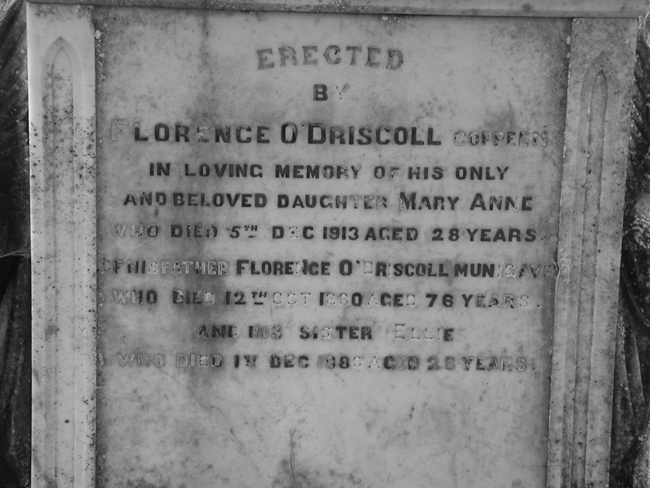 ERECTED
BY
FLORENCE O'DRISCOLL COPPEEN
IN LOVING MEMORY OF HIS ONLY
AND BELOVED DAUGHTER MARY ANNE
WHO DIED 5TH DEC 1913 AGED 28 YEARS.
OF HIS FATHER FLORENCE O'DRISCOLL
WHO DIED 12TH OCT 1880 AGED 76 YEARS.
AND HIS SISTER ELLIE
WHO DIED DEC AGED YEARS.